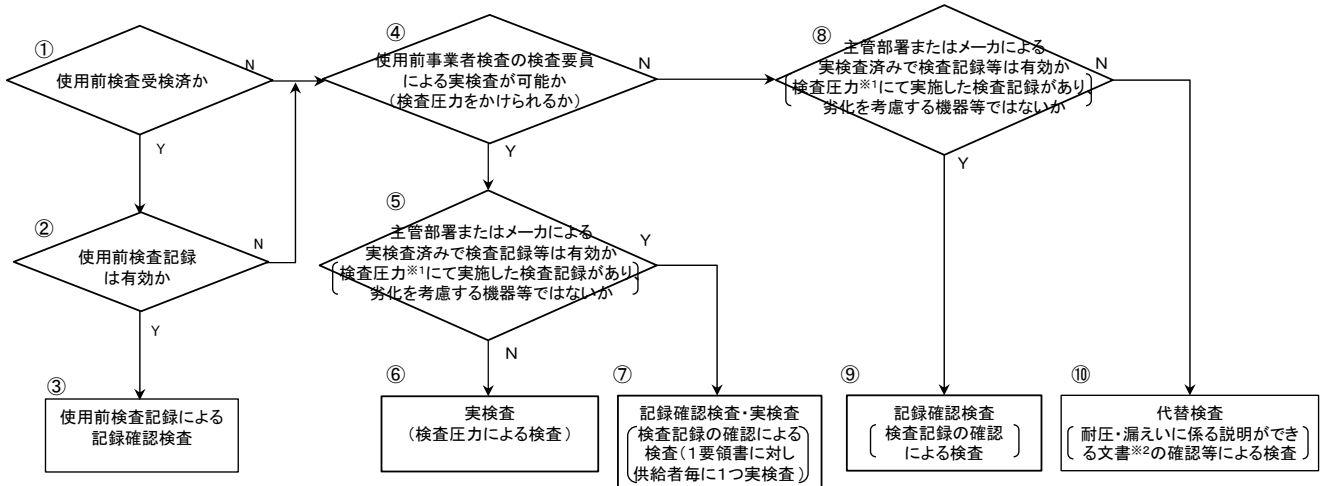 ①
使用前検査受検済か
N
Y
②
使用前検査記録
は有効か
N
Y
③
使用前検査記録による
記録確認検査
④
使用前事業者検査の検査要員
による実検査が可能か
(検査圧力をかけられるか)
N
Y
⑤
主管部署またはメーカによる
実検査済みで検査記録等は有効か
検査圧力※1にて実施した検査記録があり
劣化を考慮する機器等ではないか
Y
N
⑥
実検査
(検査圧力による検査)
⑦
記録確認検査・実検査
検査記録の確認による
検査(1要領書に対し
供給者毎に1つ実検査)
⑧
主管部署またはメーカによる
実検査済みで検査記録等は有効か
検査圧力※1にて実施した検査記録があり
劣化を考慮する機器等ではないか
N
Y
⑨
記録確認検査
検査記録の確認
による検査
⑩
代替検査
耐圧・漏えいに係る説明ができ
る文書※2の確認等による検査